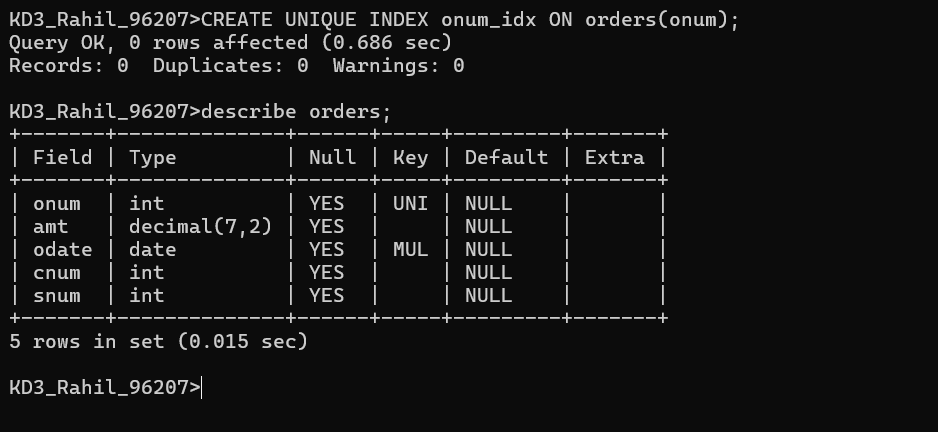 KD3_Rahil_96207>CREATE UNIQUE INDEX onum_idx ON orders(onum);
Query OK, 0 rows affected (0.686 sec)
Records: 0  Duplicates: 0  Warnings: 0
KD3_Rahil_96207>describe orders;
+-------+--------------+------+-----+---------+-------+
| Field | Type         | Null | Key | Default | Extra |
+-------+--------------+------+-----+---------+-------+
| onum  | int          | YES  | UNI | NULL    |       |
| amt   | decimal(7,2) | YES  |     | NULL    |       |
| odate | date         | YES  | MUL | NULL    |       |
| cnum  | int          | YES  |     | NULL    |       |
| snum  | int          | YES  |     | NULL    |       |
+-------+--------------+------+-----+---------+-------+
5 rows in set (0.015 sec)
KD3_Rahil_96207>